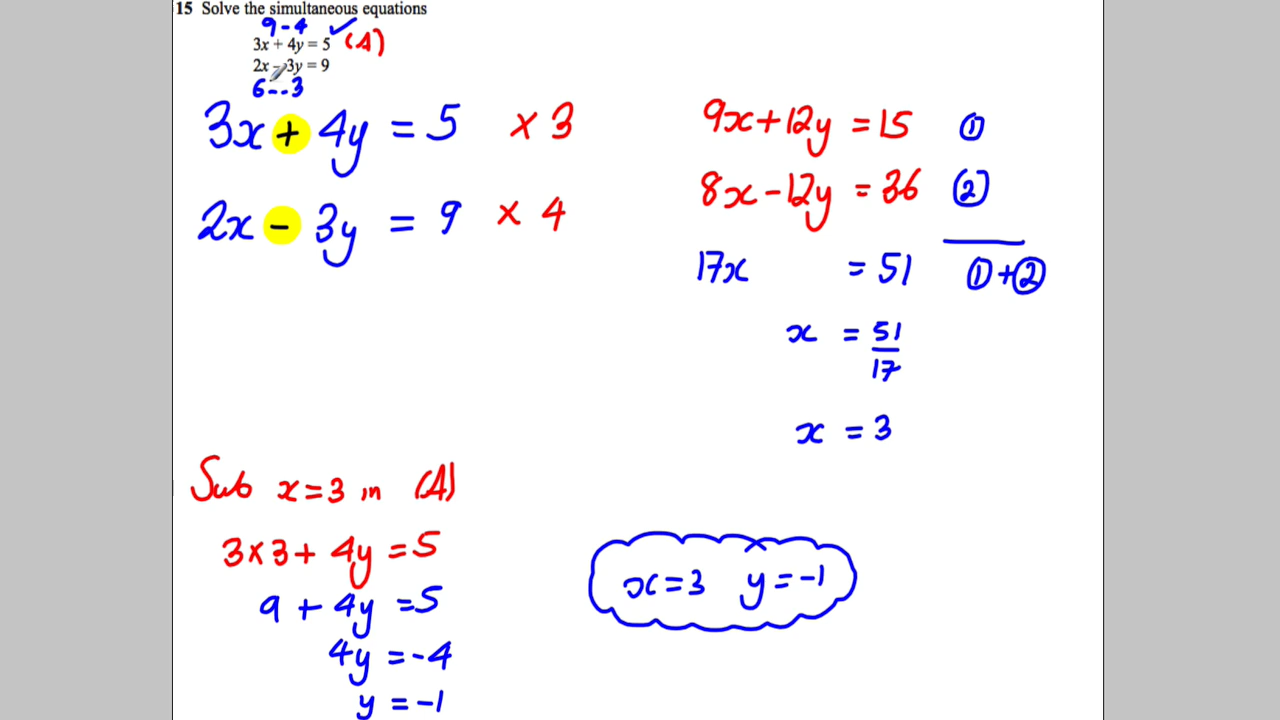 15 Solve the simultaneous equations
9 - 4 ✓
3x + 4y = 5 (A)
2x - 3y = 9
6 - - 3
3x + 4y = 5 × 3
2x - 3y = 9 × 4
9x + 12y = 15 ①
8x - 12y = 36 ②
17x = 51 ① + ②
x = 51/17
x = 3
Sub x = 3 in (A)
3 × 3 + 4y = 5
9 + 4y = 5
4y = -4
y = -1
x = 3 y = -1